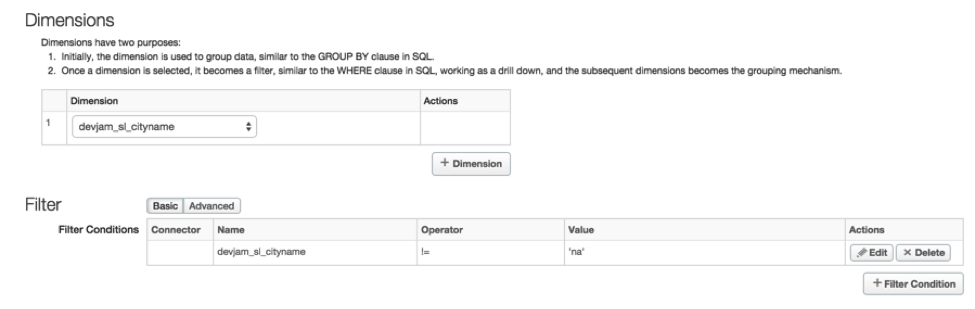 Dimensions
Dimensions have two purposes:
1. Initially, the dimension is used to group data, similar to the GROUP BY clause in SQL.
2. Once a dimension is selected, it becomes a filter, similar to the WHERE clause in SQL, working as a drill down, and the subsequent dimensions becomes the grouping mechanism.
Dimension Actions
1 devjam_sl_cityname
+ Dimension
Filter Basic Advanced
Filter Conditions Connector Name Operator Value Actions
devjam_sl_cityname != 'na' Edit × Delete
+ Filter Condition